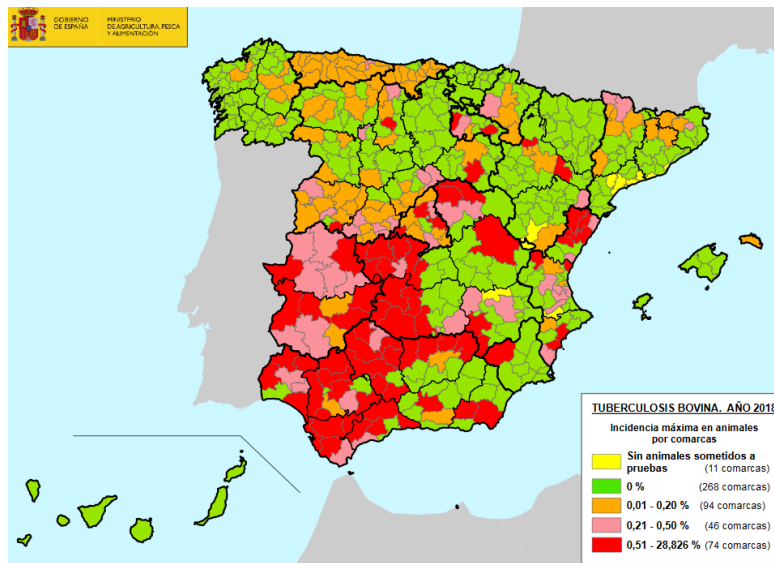 GOBIERNO
DE ESPAÑA
MINISTERIO
DE AGRICULTURA, PESCA
Y ALIMENTACIÓN
TUBERCULOSIS BOVINA. AÑO 2018
Incidencia máxima en animales
por comarcas
Sin animales sometidos a
pruebas (11 comarcas)
0 % (268 comarcas)
0,01 - 0,20 % (94 comarcas)
0,21 - 0,50 % (46 comarcas)
0,51 - 28,826 % (74 comarcas)